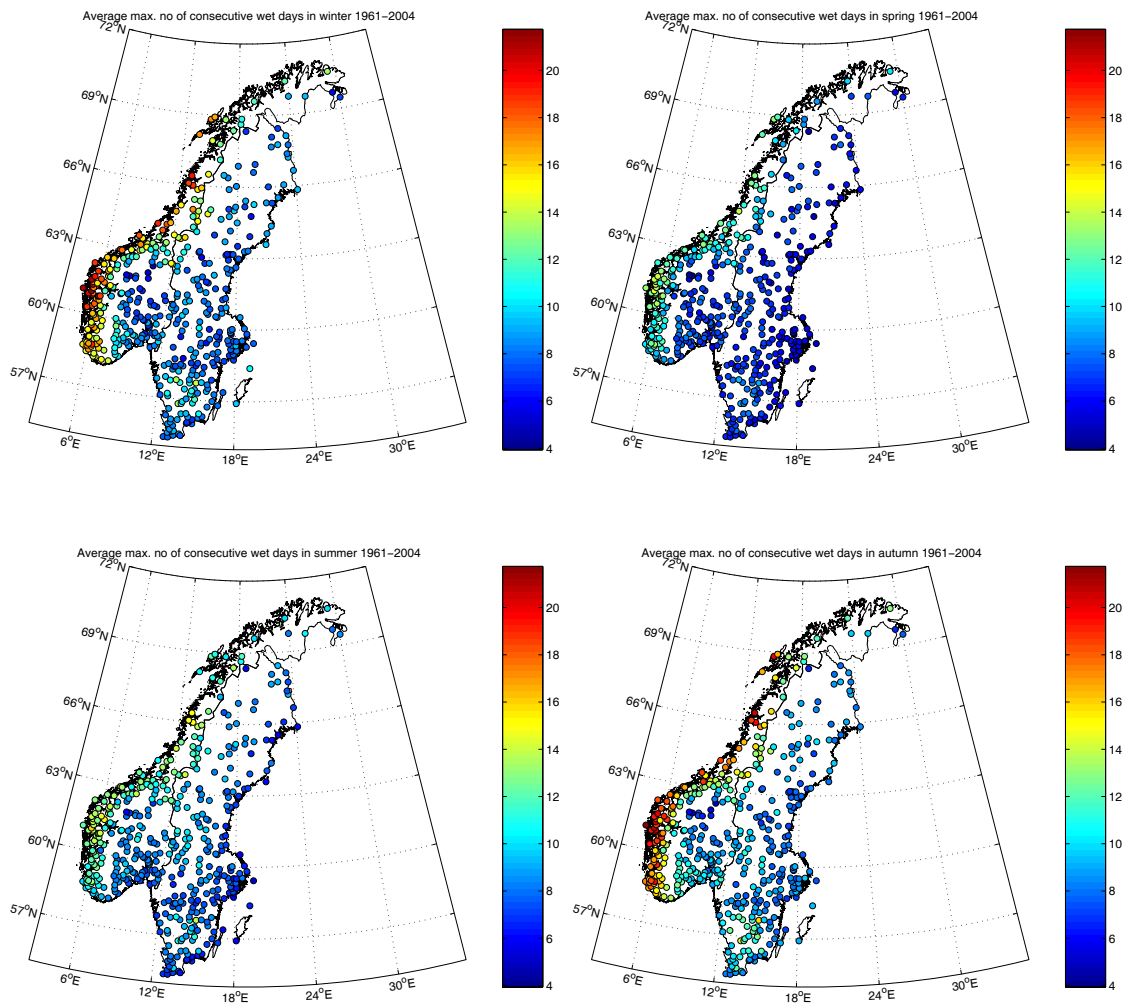 Average max. no of consecutive wet days in winter 1961−2004
72°N
69°N
66°N
63°N
60°N
57°N
6°E
12°E
18°E
24°E
30°E
20
18
16
14
12
10
8
6
4
Average max. no of consecutive wet days in spring 1961−2004
72°N
69°N
66°N
63°N
60°N
57°N
6°E
12°E
18°E
24°E
30°E
20
18
16
14
12
10
8
6
4
Average max. no of consecutive wet days in summer 1961−2004
72°N
69°N
66°N
63°N
60°N
57°N
6°E
12°E
18°E
24°E
30°E
20
18
16
14
12
10
8
6
4
Average max. no of consecutive wet days in autumn 1961−2004
72°N
69°N
66°N
63°N
60°N
57°N
6°E
12°E
18°E
24°E
30°E
20
18
16
14
12
10
8
6
4